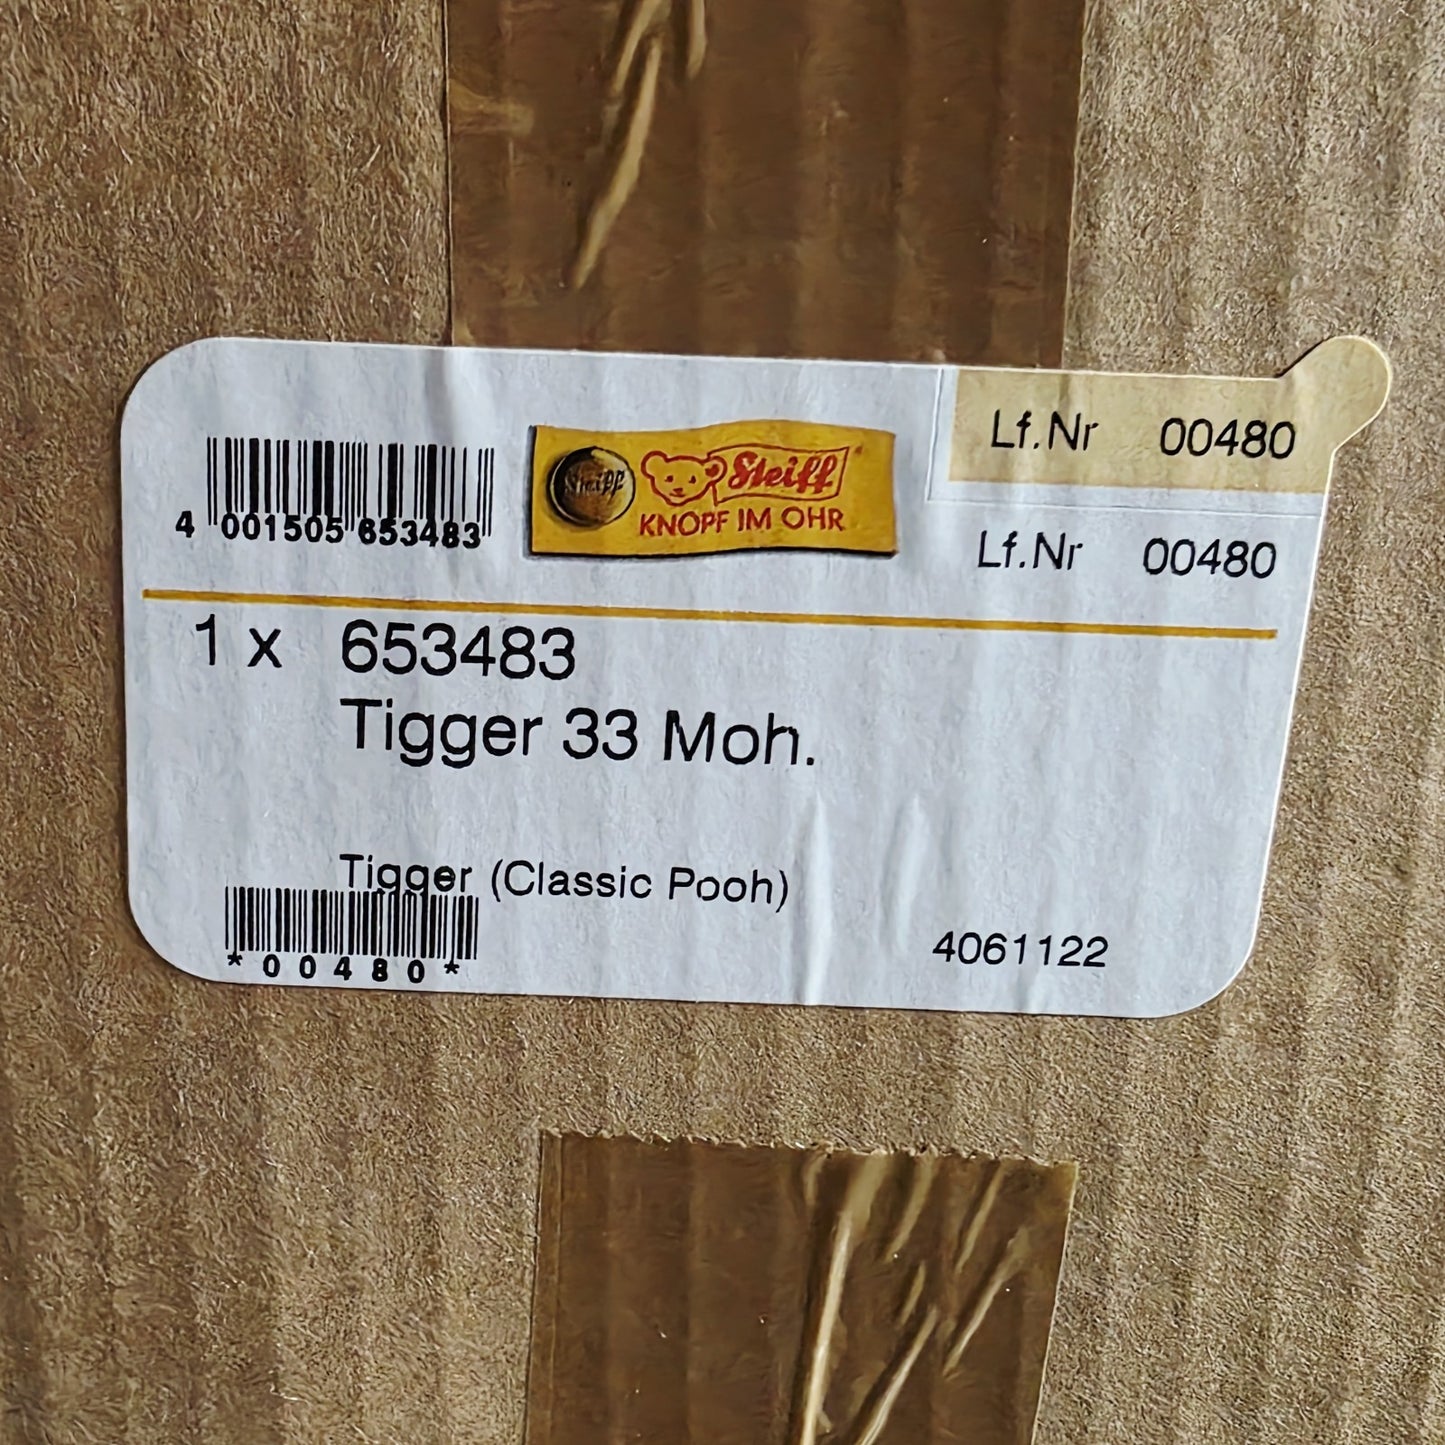 Lf.Nr 00480
Steiff
Steiff
KNOPF IM OHR
4 001505 653483
Lf.Nr 00480
1 x 653483
Tigger 33 Moh.
Tigger (Classic Pooh)
*00480*
4061122